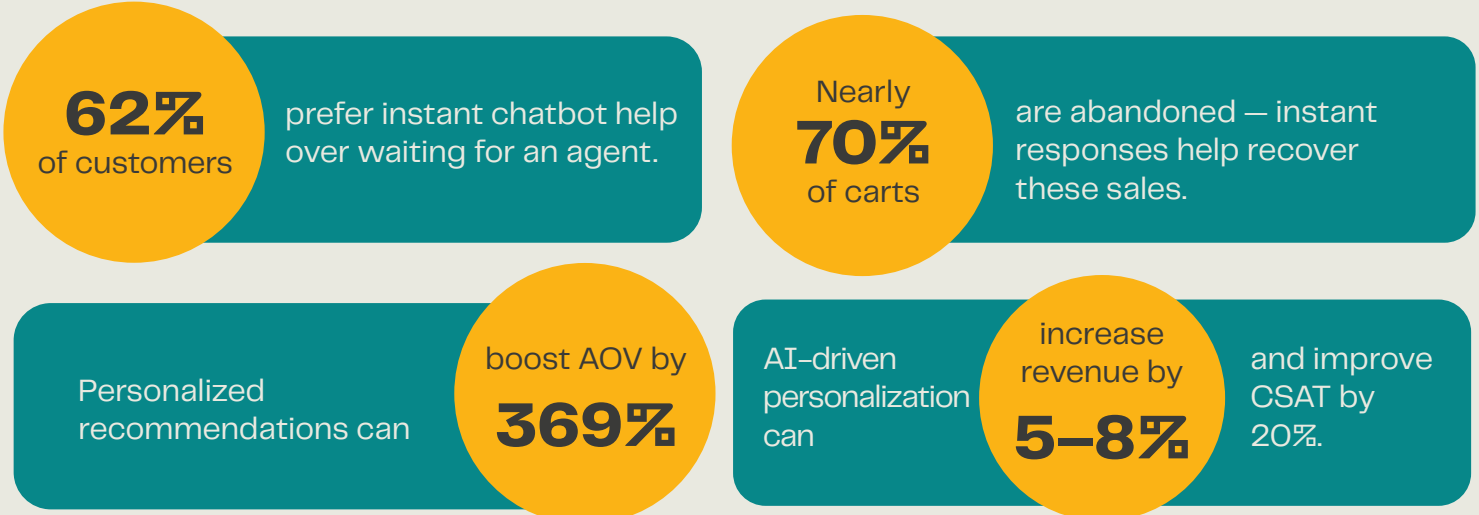 62%
of customers
prefer instant chatbot help
over waiting for an agent.
Nearly
70%
of carts
are abandoned — instant
responses help recover
these sales.
Personalized
recommendations can
boost AOV by
369%
AI-driven
personalization
can
increase
revenue by
5–8%
and improve
CSAT by
20%.